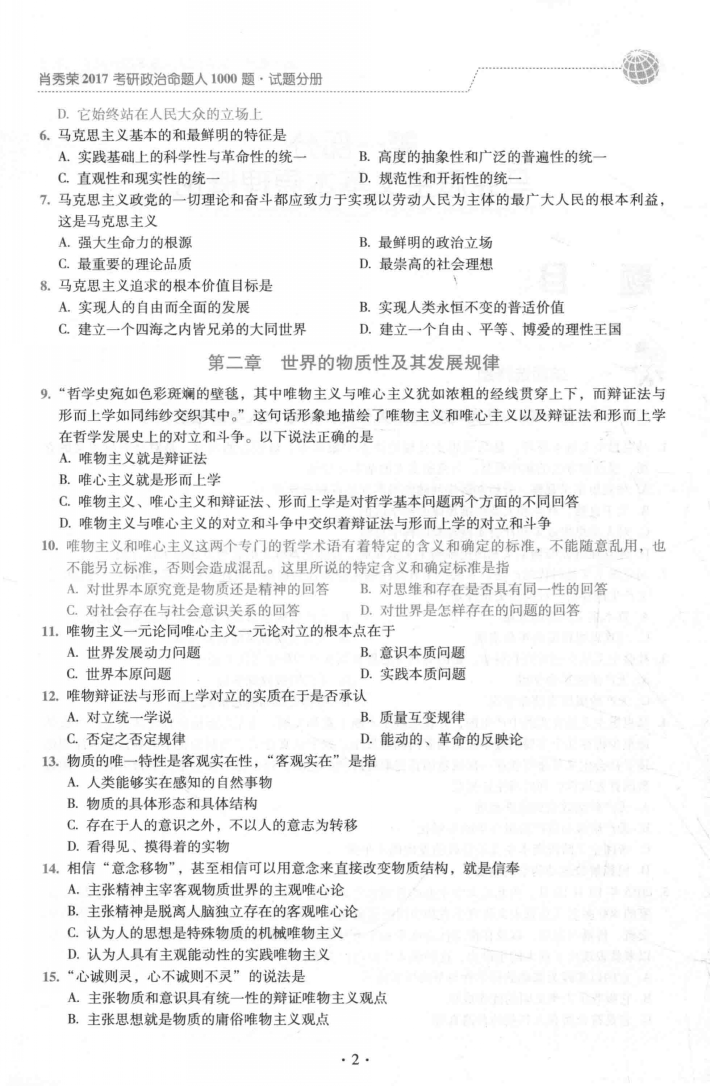 肖秀荣2017考研政治命题人1000题·试题分册
D. 它始终站在人民大众的立场上
6. 马克思主义基本的和最鲜明的特征是
A. 实践基础上的科学性与革命性的统一 B. 高度的抽象性和广泛的普遍性的统一
C. 直观性和现实性的统一 D. 规范性和开拓性的统一
7. 马克思主义政党的一切理论和奋斗都应致力于实现以劳动人民为主体的最广大人民的根本利益，
这是马克思主义
A. 强大生命力的根源 B. 最鲜明的政治立场
C. 最重要的理论品质 D. 最崇高的社会理想
8. 马克思主义追求的根本价值目标是
A. 实现人的自由而全面的发展 B. 实现人类永恒不变的普适价值
C. 建立一个四海之内皆兄弟的大同世界 D. 建立一个自由、平等、博爱的理性王国
第二章 世界的物质性及其发展规律
9. “哲学史宛如色彩斑斓的壁毯，其中唯物主义与唯心主义犹如浓粗的经线贯穿上下，而辩证法与
形而上学如同纬纱交织其中。”这句话形象地描绘了唯物主义和唯心主义以及辩证法和形而上学
在哲学发展史上的对立和斗争。以下说法正确的是
A. 唯物主义就是辩证法
B. 唯心主义就是形而上学
C. 唯物主义、唯心主义和辩证法、形而上学是对哲学基本问题两个方面的不同回答
D. 唯物主义与唯心主义的对立和斗争中交织着辩证法与形而上学的对立和斗争
10. 唯物主义和唯心主义这两个专门的哲学术语有着特定的含义和确定的标准，不能随意乱用，也
不能另立标准，否则会造成混乱。这里所说的特定含义和确定标准是指
A. 对世界本原究竟是物质还是精神的回答 B. 对思维和存在是否具有同一性的回答
C. 对社会存在与社会意识关系的回答 D. 对世界是怎样存在的问题的回答
11. 唯物主义一元论同唯心主义一元论对立的根本点在于
A. 世界发展动力问题 B. 意识本质问题
C. 世界本原问题 D. 实践本质问题
12. 唯物辩证法与形而上学对立的实质在于是否承认
A. 对立统一学说 B. 质量互变规律
C. 否定之否定规律 D. 能动的、革命的反映论
13. 物质的唯一特性是客观实在性，“客观实在”是指
A. 人类能够实在感知的自然事物
B. 物质的具体形态和具体结构
C. 存在于人的意识之外，不以人的意志为转移
D. 看得见、摸得着的实物
14. 相信“意念移物”，甚至相信可以用意念来直接改变物质结构，就是信奉
A. 主张精神主宰客观物质世界的主观唯心论
B. 主张精神是脱离人脑独立存在的客观唯心论
C. 认为人的思想是特殊物质的机械唯物主义
D. 认为人具有主观能动性的实践唯物主义
15. “心诚则灵，心不诚则不灵”的说法是
A. 主张物质和意识具有统一性的辩证唯物主义观点
B. 主张思想就是物质的庸俗唯物主义观点
· 2 ·